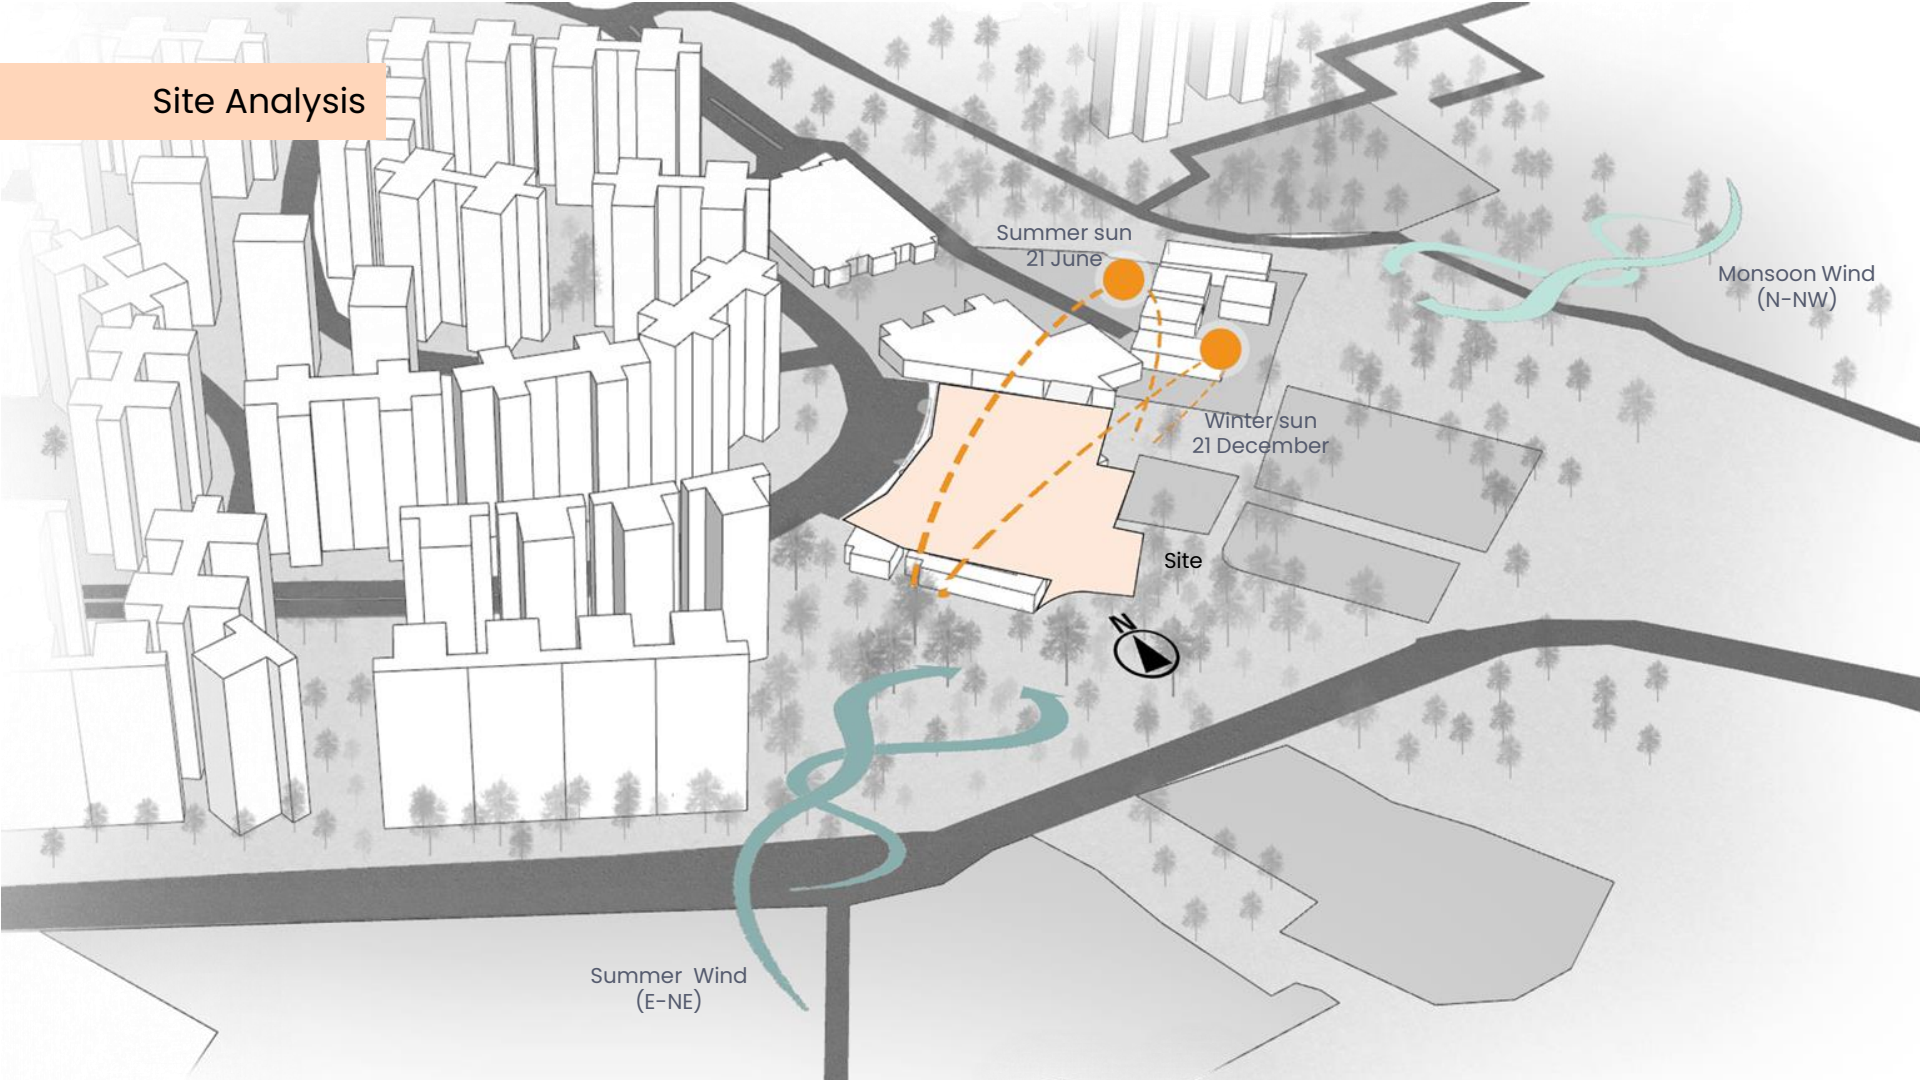 Site Analysis
Summer sun
21 June
Monsoon Wind
(N-NW)
Winter sun
21 December
Site
N
Summer Wind
(E-NE)